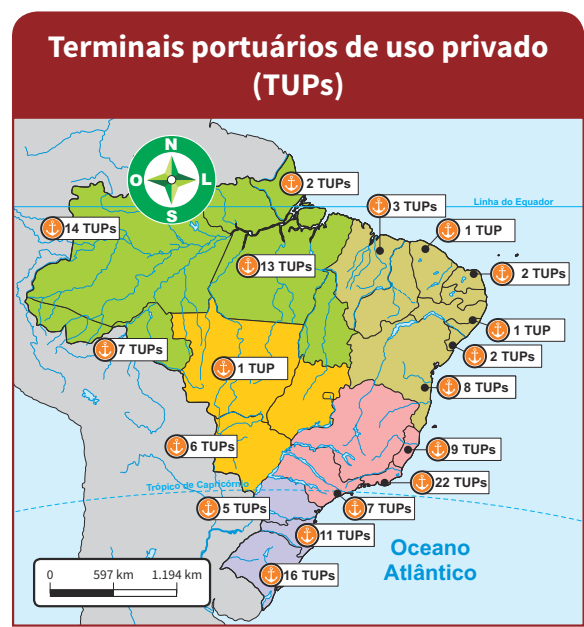 Terminais portuários de uso privado
(TUPs)
N
O
L
S
2 TUPs
Linha do Equador
3 TUPs
14 TUPs
1 TUP
13 TUPs
2 TUPs
1 TUP
7 TUPs
2 TUPs
1 TUP
8 TUPs
6 TUPs
9 TUPs
Trópico de Capricórnio
22 TUPs
5 TUPs
7 TUPs
11 TUPs
Oceano
Atlântico
16 TUPs
0 597 km 1.194 km